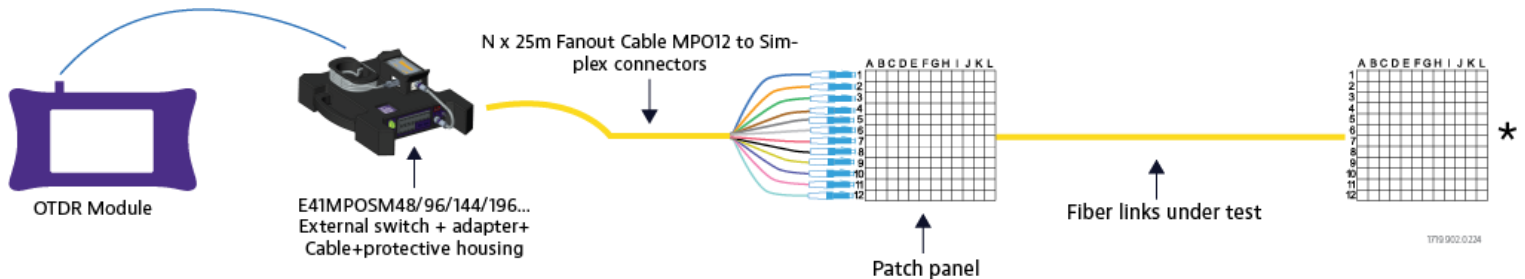 N x 25m Fanout Cable MPO12 to Sim-
plex connectors
OTDR Module
E41MPOSM48/96/144/196...
External switch + adapter+
Cable+protective housing
A B C D E F G H I J K L
1
2
3
4
5
6
7
8
9
10
11
12
Patch panel
Fiber links under test
A B C D E F G H I J K L
1
2
3
4
5
6
7
8
9
10
11
12
*
1719 902 0224